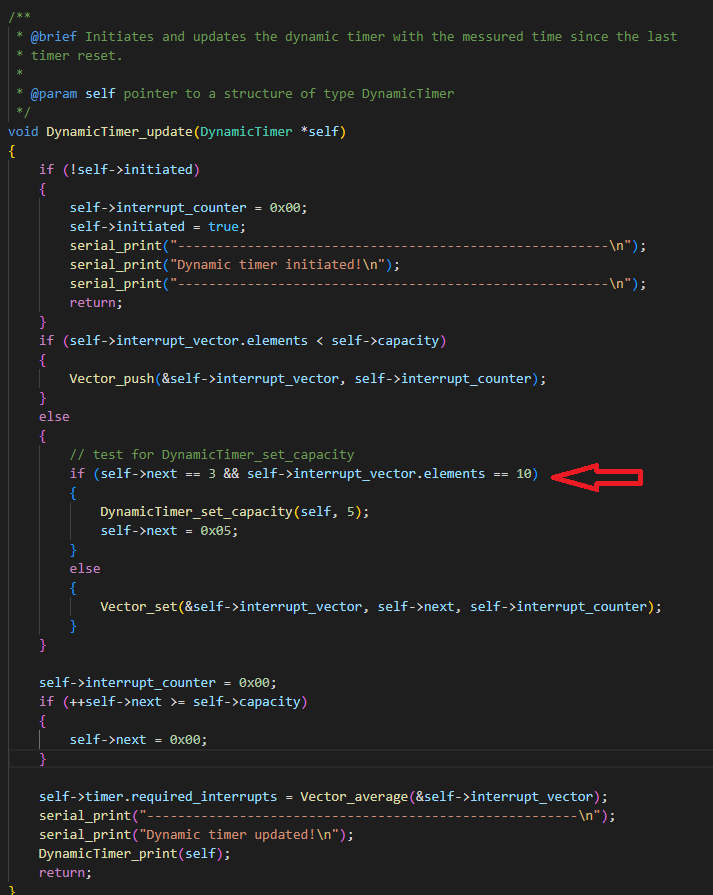 /**
 * @brief Initiates and updates the dynamic timer with the messured time since the last
 * timer reset.
 *
 * @param self pointer to a structure of type DynamicTimer
 */
void DynamicTimer_update(DynamicTimer *self)
{
    if (!self->initiated)
    {
        self->interrupt_counter = 0x00;
        self->initiated = true;
        serial_print("--------------------------------------------------------\n");
        serial_print("Dynamic timer initiated!\n");
        serial_print("--------------------------------------------------------\n");
        return;
    }
    if (self->interrupt_vector.elements < self->capacity)
    {
        Vector_push(&self->interrupt_vector, self->interrupt_counter);
    }
    else
    {
        // test for DynamicTimer_set_capacity
        if (self->next == 3 && self->interrupt_vector.elements == 10)
        {
            DynamicTimer_set_capacity(self, 5);
            self->next = 0x05;
        }
        else
        {
            Vector_set(&self->interrupt_vector, self->next, self->interrupt_counter);
        }
    }

    self->interrupt_counter = 0x00;
    if (++self->next >= self->capacity)
    {
        self->next = 0x00;
    }

    self->timer.required_interrupts = Vector_average(&self->interrupt_vector);
    serial_print("--------------------------------------------------------\n");
    serial_print("Dynamic timer updated!\n");
    DynamicTimer_print(self);
    return;
}